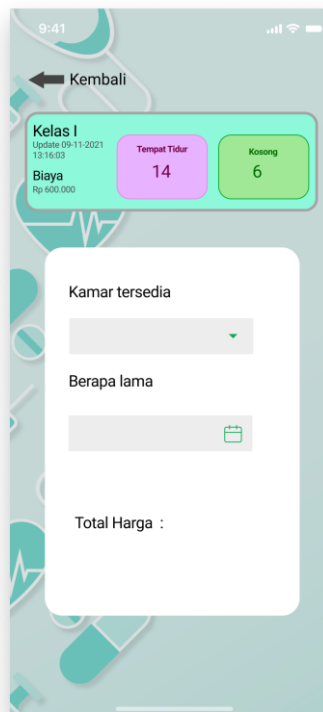 9:41
Kembali
Kelas I
Update 09-11-2021
13:16:03
Biaya
Rp 600.000
Tempat Tidur
14
Kosong
6
Kamar tersedia
Berapa lama
Total Harga :